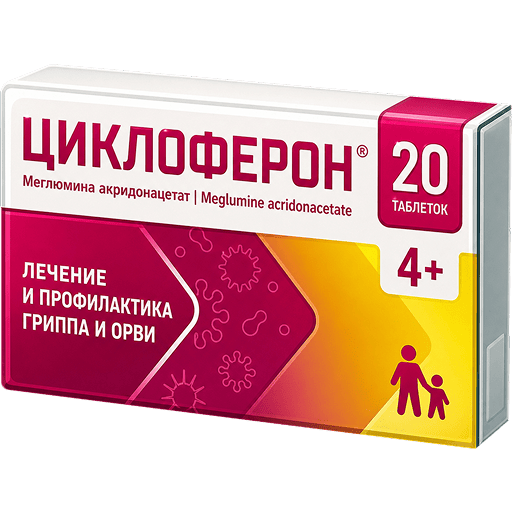 ЦИКЛОФЕРОН®
Меглюмина акридонацетат | Meglumine acridonacetate
20
ТАБЛЕТОК
4+
ЛЕЧЕНИЕ
И ПРОФИЛАКТИКА
ГРИППА И ОРВИ